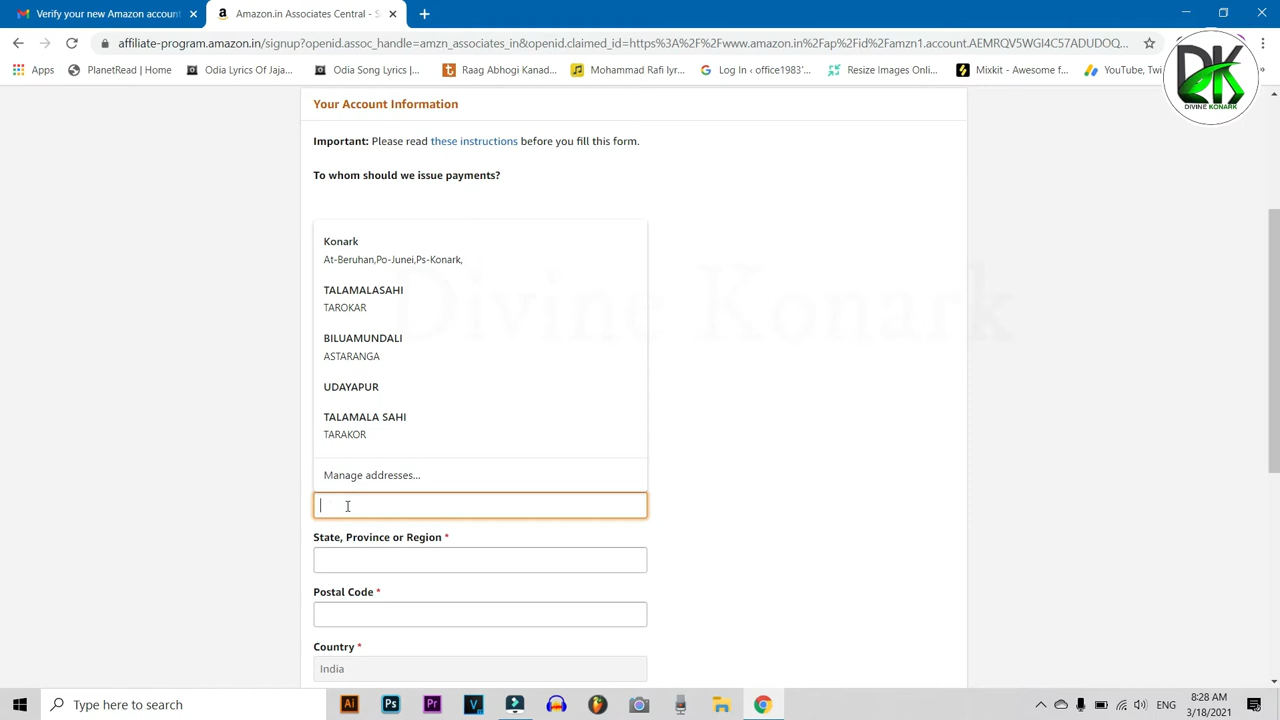 Verify your new Amazon account
Amazon.in Associates Central - S
affiliate-program.amazon.in/signup?openid.assoc_handle=amzn_associates_in&openid.claimed_id=https%3A%2F%2Fwww.amazon.in%2Fap%2Fid%2Famzn1.account.AEMRQV5WGI4C57ADUDOQ...
Apps
PlanetRead | Home
Odia Lyrics Of Jaja...
Odia Song Lyrics |...
Raag Abhogi-anad...
Mohammad Rafi lyr...
Log In ‹ office1983'...
Resize Images Onli...
Mixkit - Awesome f...
YouTube, Twi
DK
DIVINE KONARK
Your Account Information
Important: Please read these instructions before you fill this form.
To whom should we issue payments?
Konark
At-Beruhan,Po-Junei,Ps-Konark,
TALAMALASAHI
TAROKAR
BILUAMUNDALI
ASTARANGA
UDAYAPUR
TALAMALA SAHI
TARAKOR
Manage addresses...
Divine Konark
State, Province or Region *
Postal Code *
Country *
India
Type here to search
Ai
Ps
Pr
ENG
8:28 AM
3/18/2021